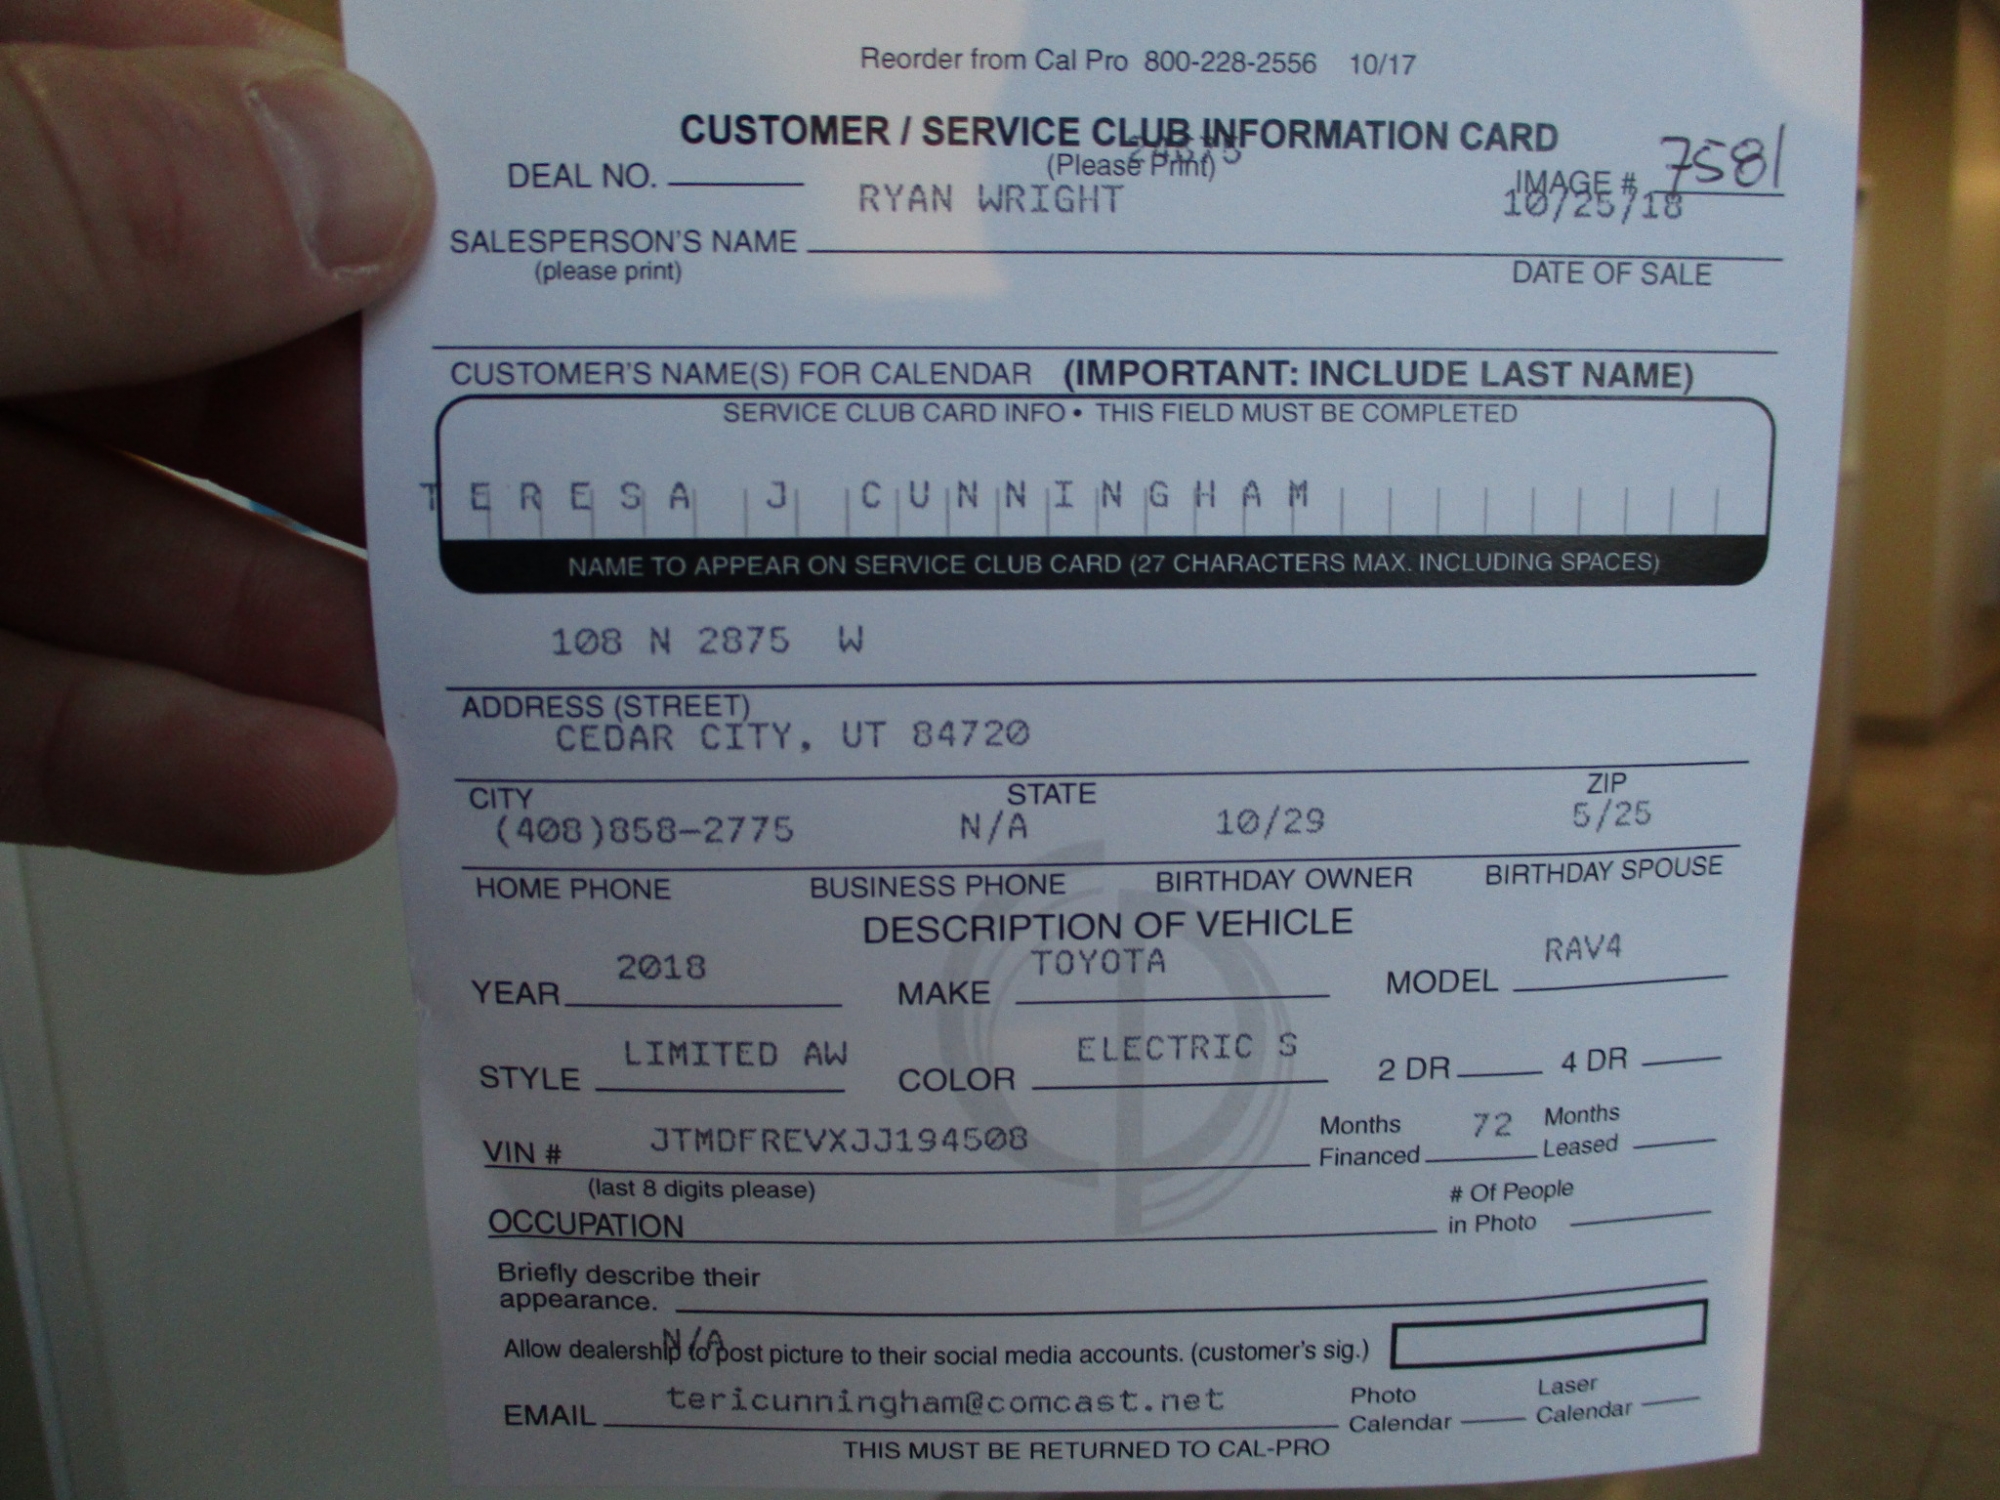 Reorder from Cal Pro 800-228-2556 10/17
CUSTOMER / SERVICE CLUB INFORMATION CARD
(Please Print)
DEAL NO. IMAGE # 7581
RYAN WRIGHT 10/25/18
SALESPERSON'S NAME
(please print) DATE OF SALE
CUSTOMER'S NAME(S) FOR CALENDAR (IMPORTANT: INCLUDE LAST NAME)
SERVICE CLUB CARD INFO • THIS FIELD MUST BE COMPLETED
TERESA J CUNNINGHAM
NAME TO APPEAR ON SERVICE CLUB CARD (27 CHARACTERS MAX. INCLUDING SPACES)
108 N 2875 W
ADDRESS (STREET)
CEDAR CITY, UT 84720
CITY STATE ZIP
(408)858-2775 N/A 10/29 5/25
HOME PHONE BUSINESS PHONE BIRTHDAY OWNER BIRTHDAY SPOUSE
DESCRIPTION OF VEHICLE
YEAR 2018 MAKE TOYOTA MODEL RAV4
STYLE LIMITED AW COLOR ELECTRIC S 2 DR 4 DR
VIN # JTMDFREVXJJ194508 Months Financed 72 Months Leased
(last 8 digits please)
OCCUPATION # Of People in Photo
Briefly describe their
appearance.
N/A
Allow dealership to post picture to their social media accounts. (customer's sig.)
EMAIL tericunningham@comcast.net Photo Calendar Laser Calendar
THIS MUST BE RETURNED TO CAL-PRO